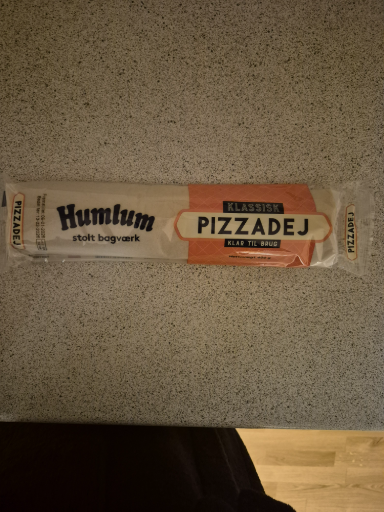 PIZZADEJ
Humlum
stolt bagværk
KLASSISK
PIZZADEJ
KLAR TIL BRUG
PIZZADEJ